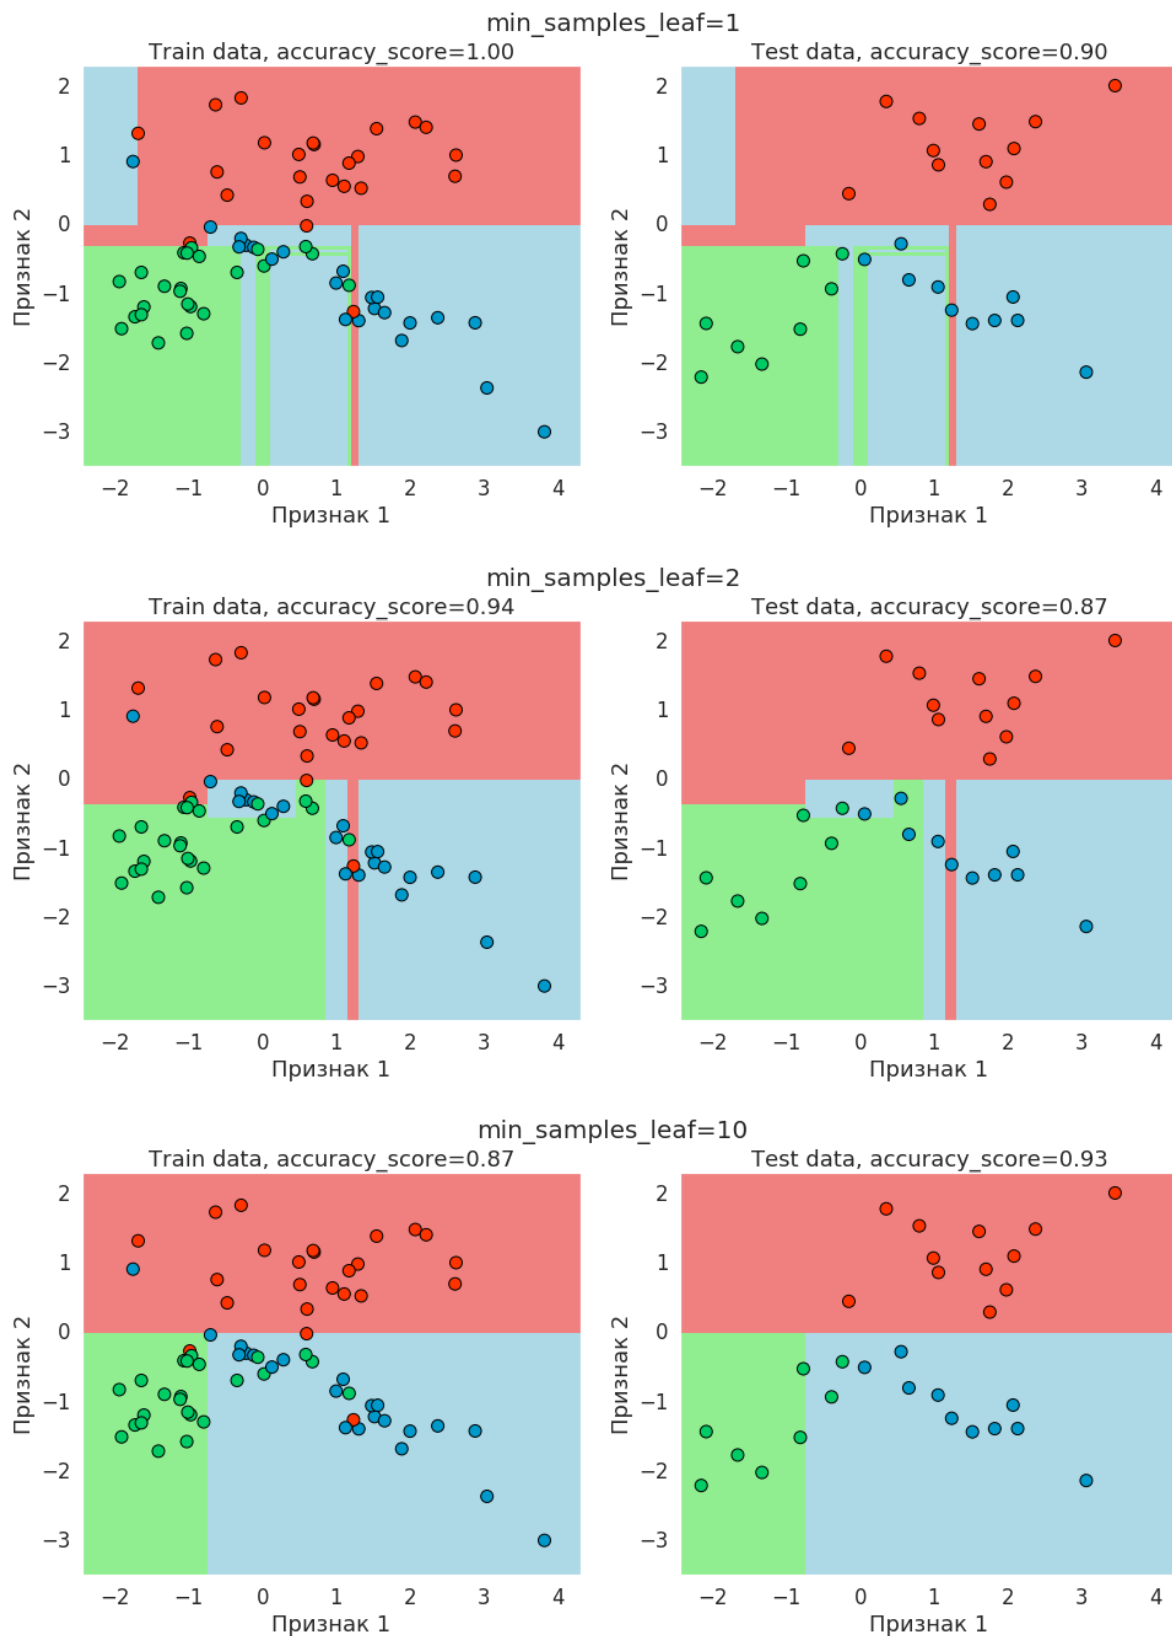 min_samples_leaf=1
Train data, accuracy_score=1.00
Test data, accuracy_score=0.90
2
1
0
−1
−2
−3
Признак 2
−2 −1 0 1 2 3 4
Признак 1
2
1
0
−1
−2
−3
Признак 2
−2 −1 0 1 2 3 4
Признак 1
min_samples_leaf=2
Train data, accuracy_score=0.94
Test data, accuracy_score=0.87
2
1
0
−1
−2
−3
Признак 2
−2 −1 0 1 2 3 4
Признак 1
2
1
0
−1
−2
−3
Признак 2
−2 −1 0 1 2 3 4
Признак 1
min_samples_leaf=10
Train data, accuracy_score=0.87
Test data, accuracy_score=0.93
2
1
0
−1
−2
−3
Признак 2
−2 −1 0 1 2 3 4
Признак 1
2
1
0
−1
−2
−3
Признак 2
−2 −1 0 1 2 3 4
Признак 1